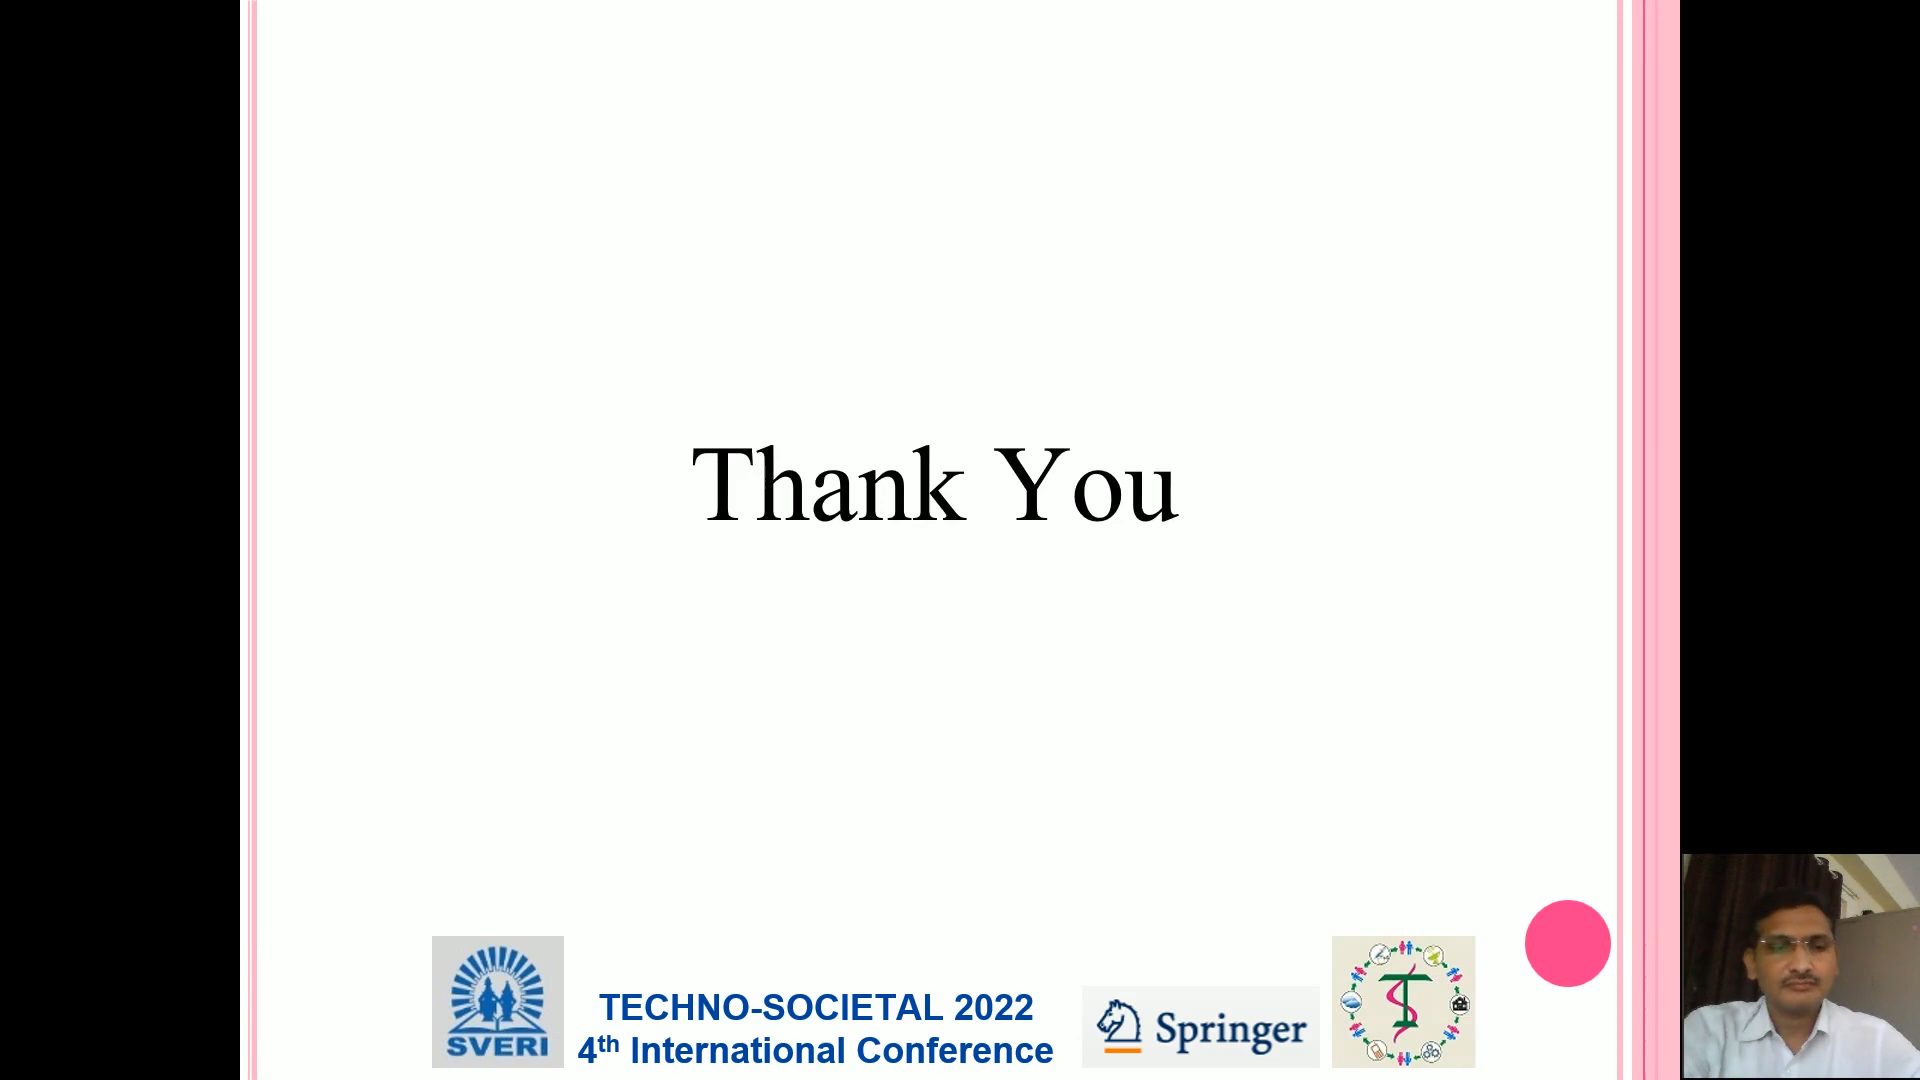 Thank You
SVERI
TECHNO-SOCIETAL 2022
4th International Conference
Springer
T